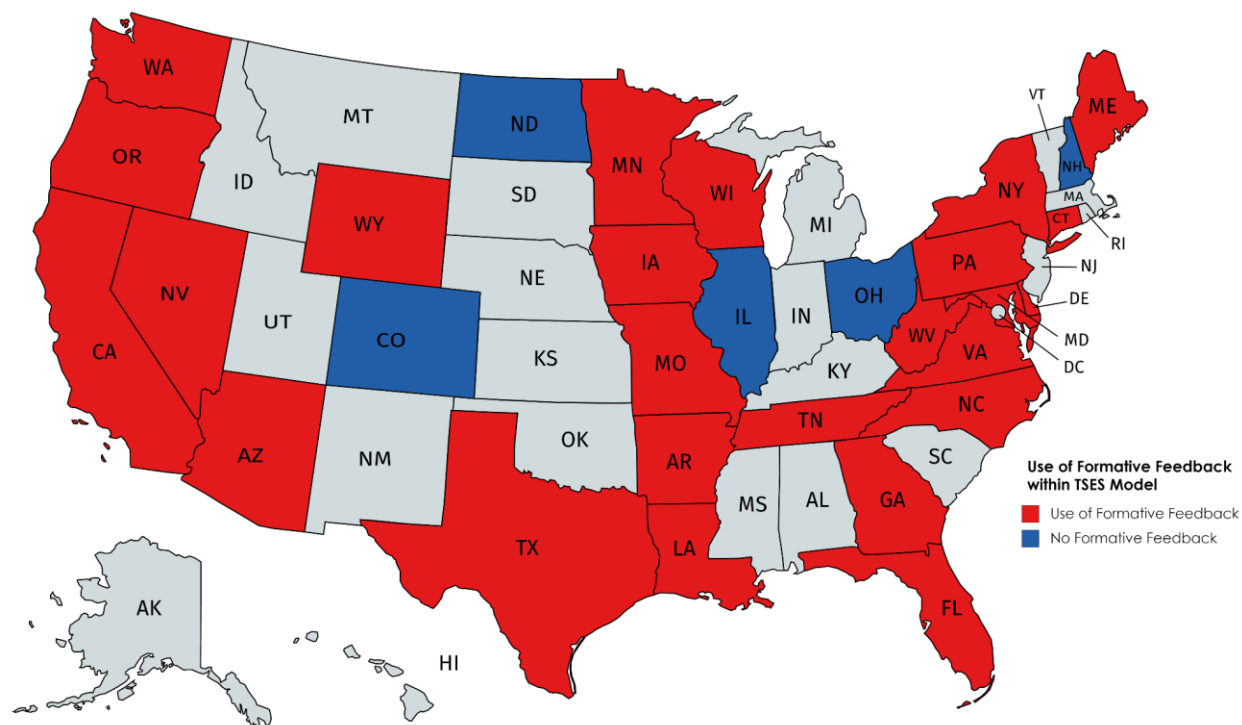 WA
MT
ND
MN
VT
ME
OR
ID
SD
WI
NY
NH
WY
MI
MA
CT
RI
IA
PA
NJ
NE
NV
UT
IL
IN
OH
DE
CO
WV
MD
CA
KS
MO
KY
VA
DC
TN
NC
AZ
NM
OK
AR
SC
Use of Formative Feedback
within TSES Model
MS
AL
GA
Use of Formative Feedback
No Formative Feedback
TX
LA
AK
FL
HI